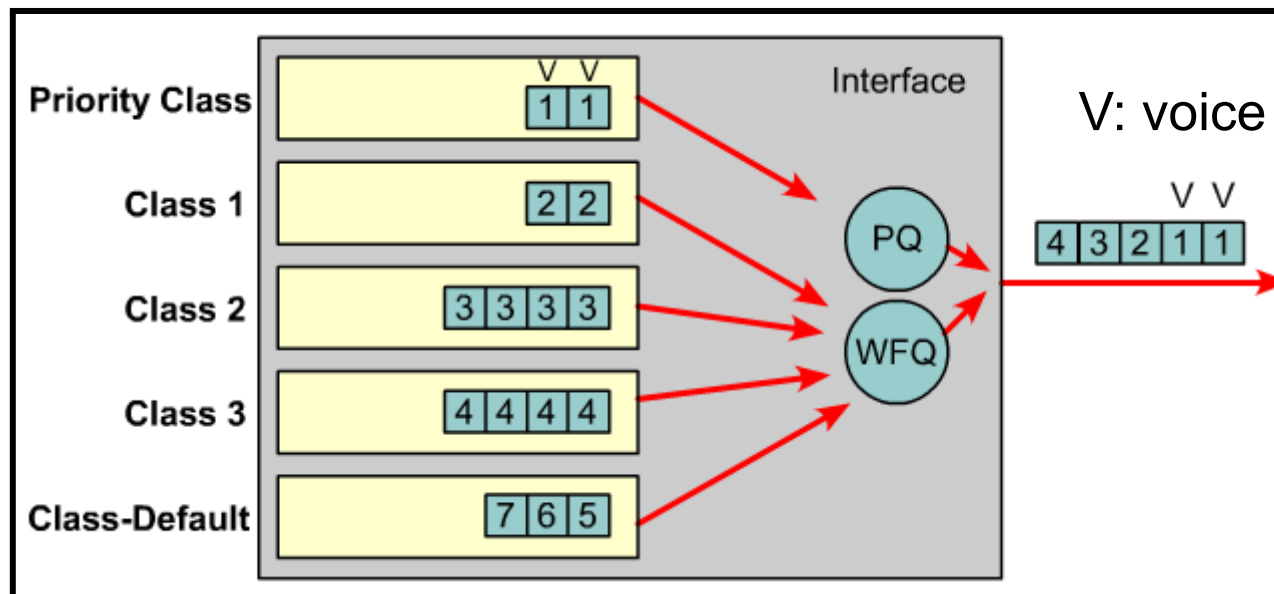 Priority Class
V V
1 1
Interface
V: voice
Class 1
2 2
V V
4 3 2 1 1
PQ
Class 2
3 3 3 3
WFQ
Class 3
4 4 4 4
Class-Default
7 6 5